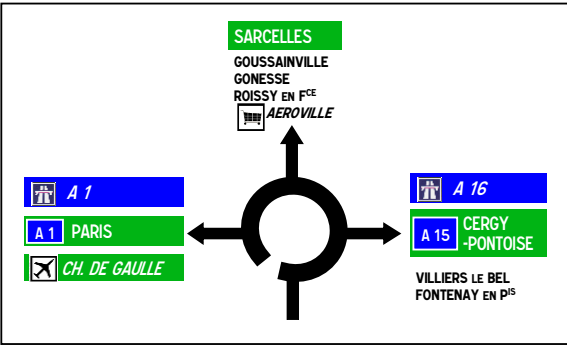 SARCELLES
GOUSSAINVILLE
GONESSE
ROISSY EN FCE
AEROVILLE
A 1
A 1 PARIS
CH. DE GAULLE
A 16
A 15 CERGY
-PONTOISE
VILLIERS LE BEL
FONTENAY EN PIS